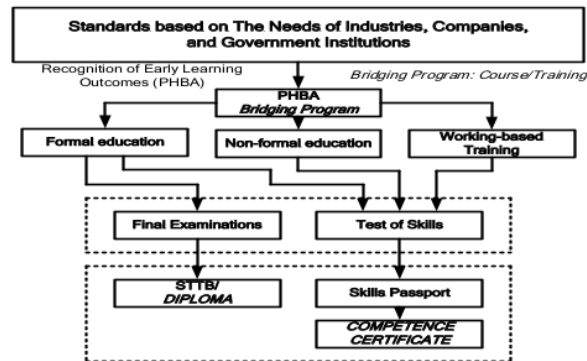 Standards based on The Needs of Industries, Companies,
and Government Institutions
Recognition of Early Learning
Outcomes (PHBA)
Bridging Program: Course/Training
PHBA
Bridging Program
Formal education
Non-formal education
Working-based
Training
Final Examinations
Test of Skills
STTB/
DIPLOMA
Skills Passport
COMPETENCE
CERTIFICATE